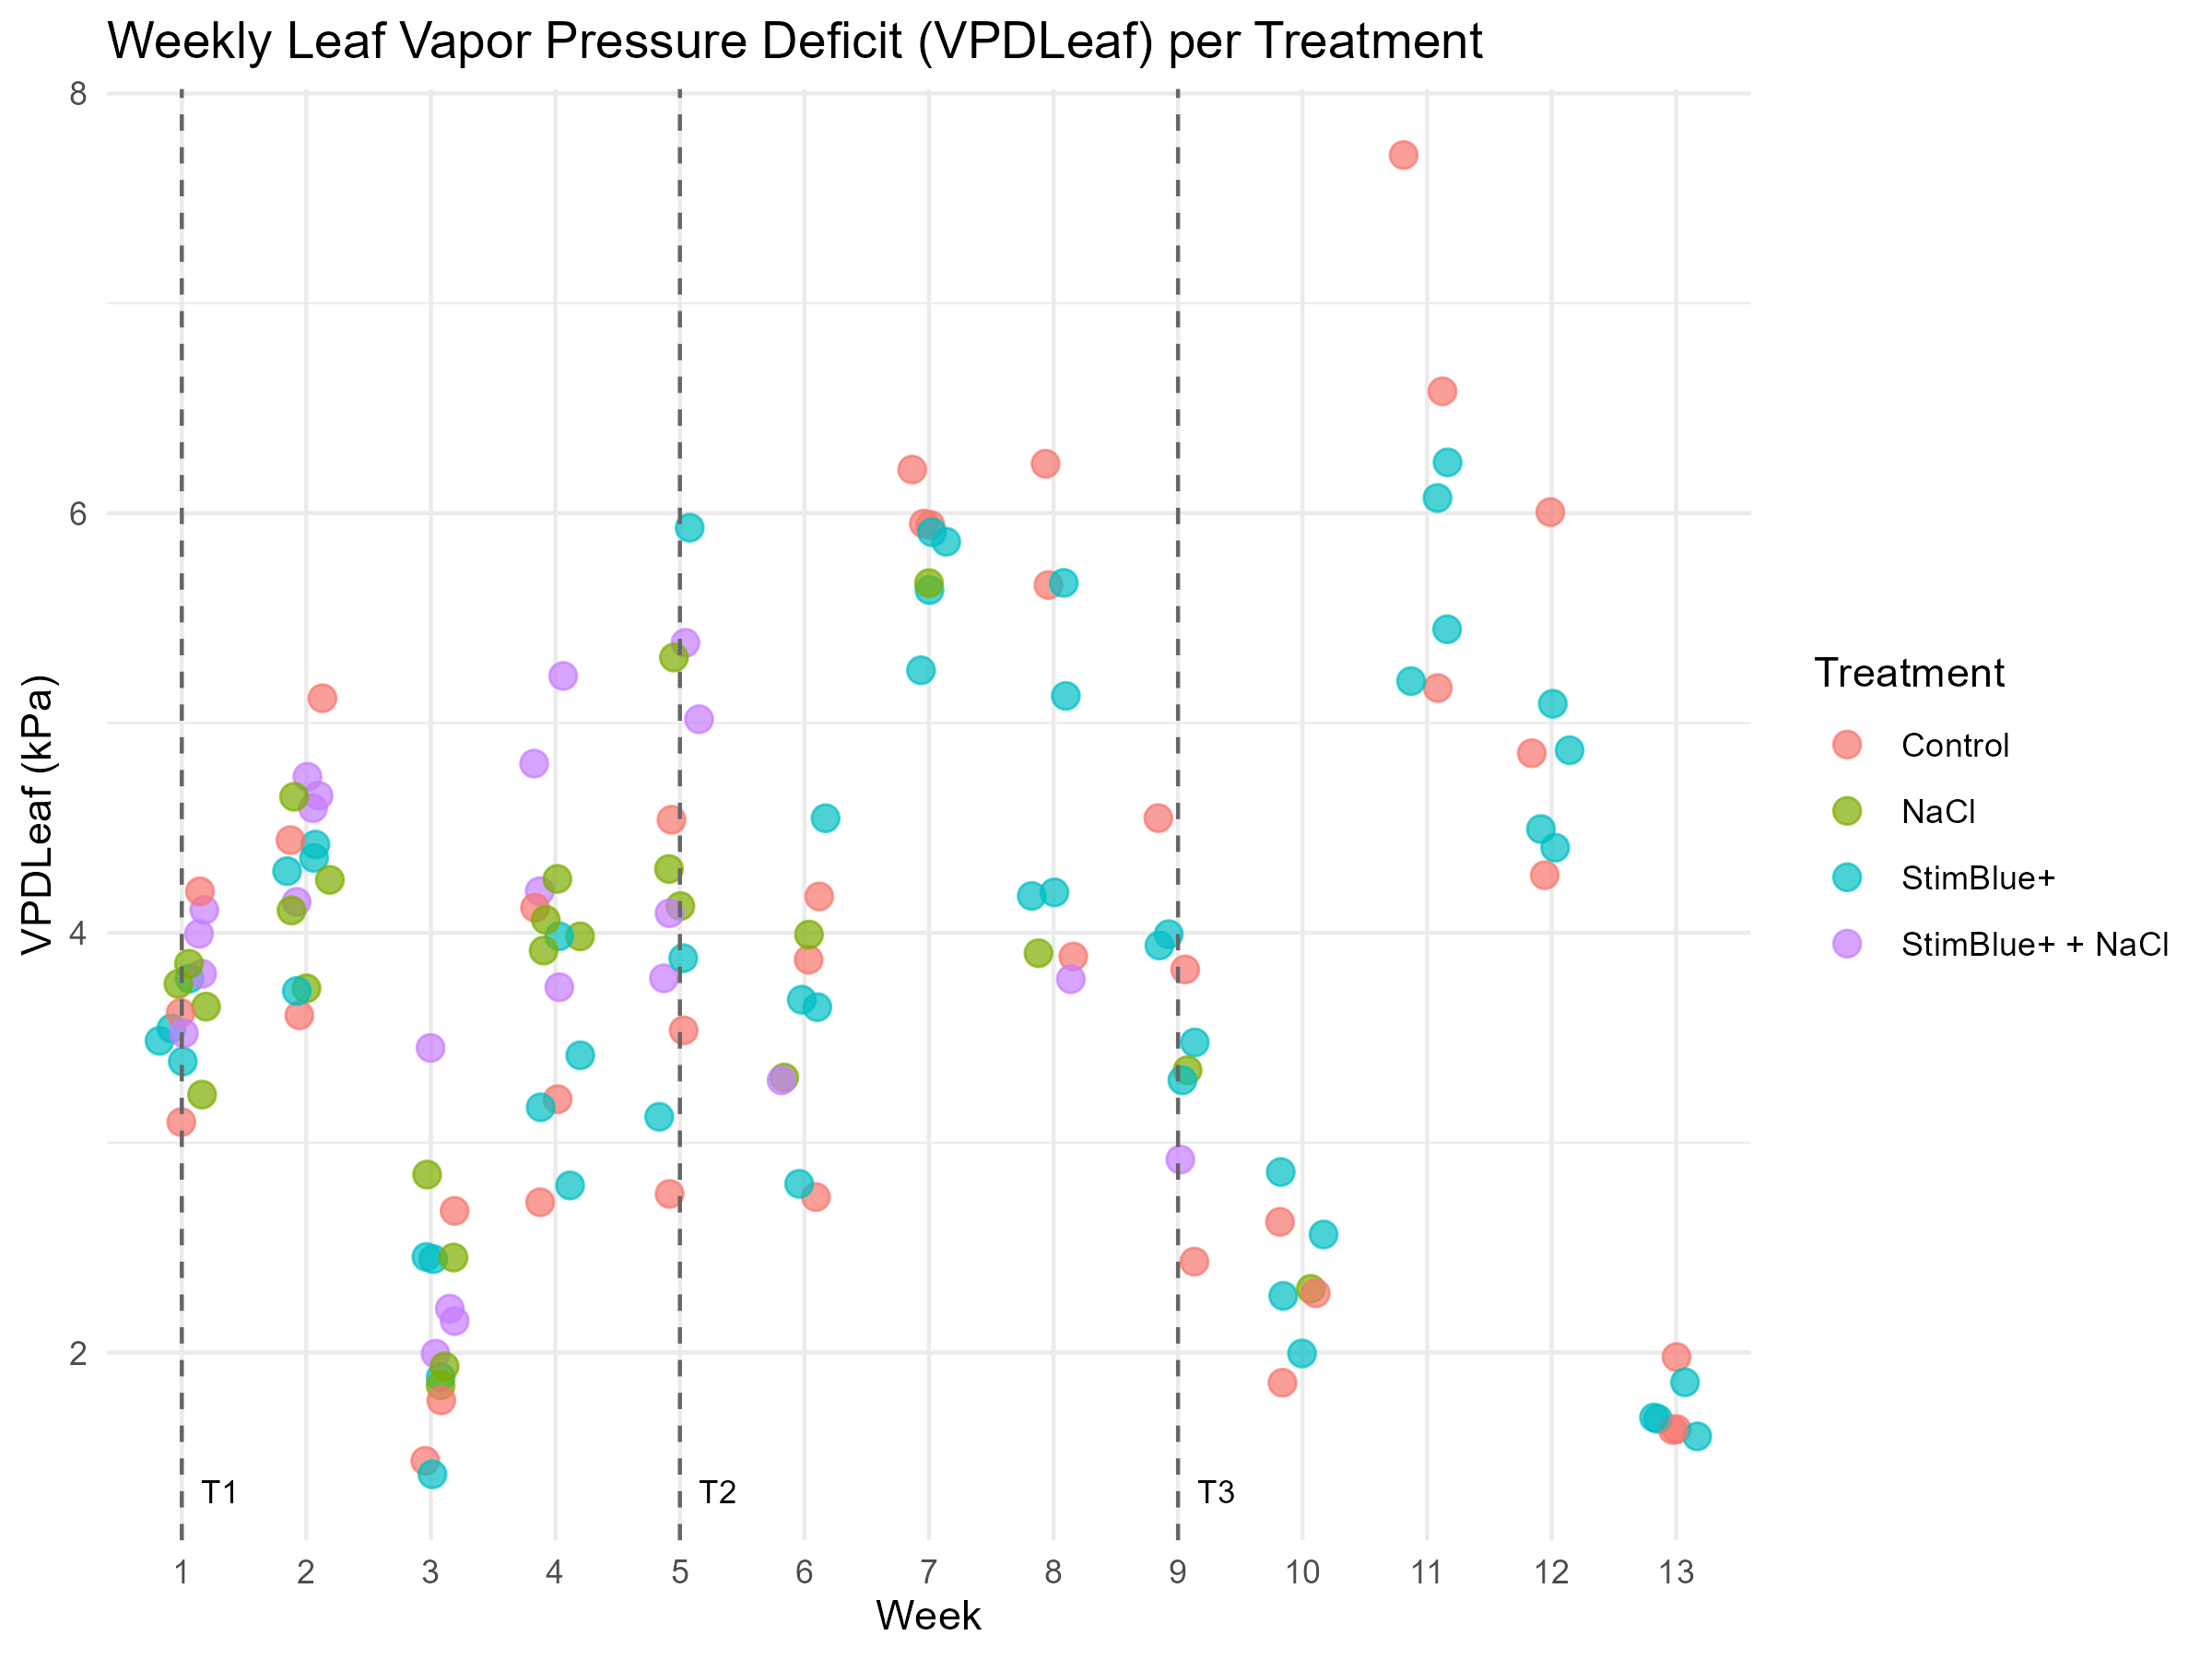 Weekly Leaf Vapor Pressure Deficit (VPDLeaf) per Treatment
8
6
4
2
VPDLeaf (kPa)
T1
T2
T3
1 2 3 4 5 6 7 8 9 10 11 12 13
Week
Treatment
Control
NaCl
StimBlue+
StimBlue+ + NaCl